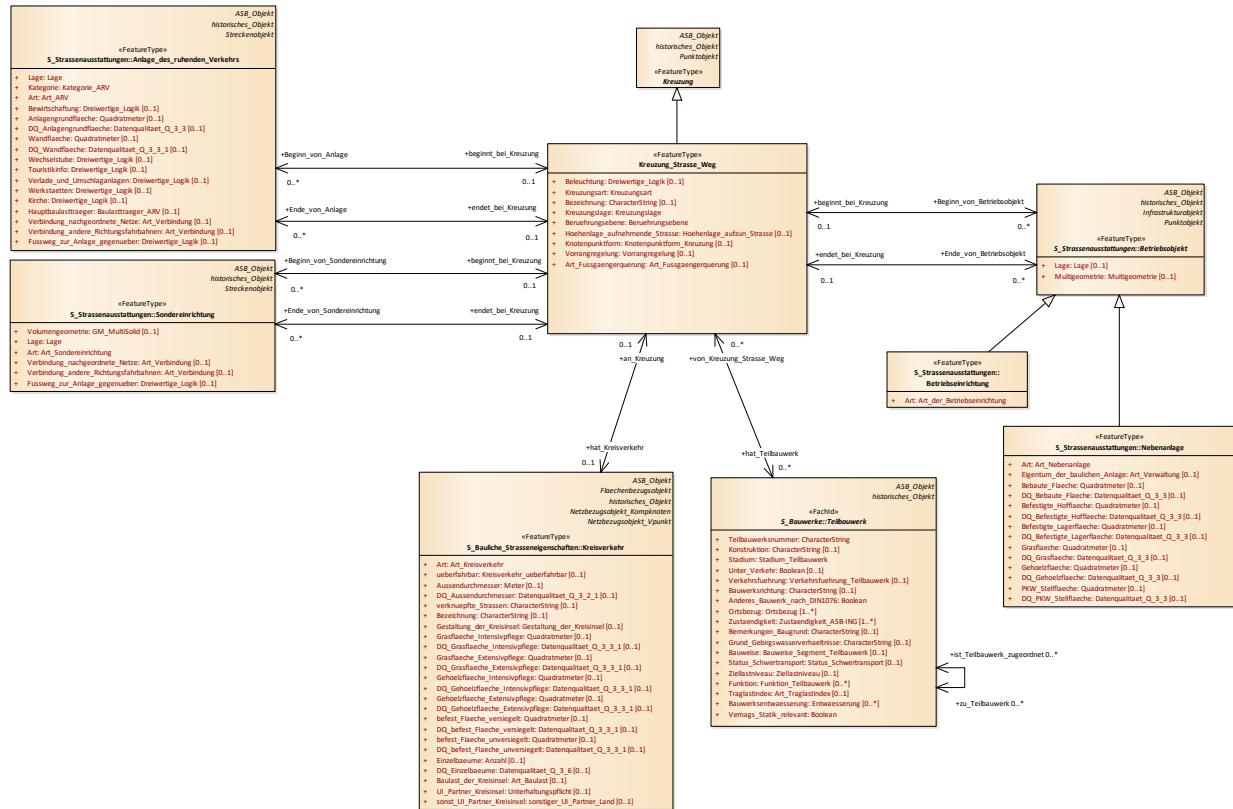 ASB_Objekt
historisches_Objekt
Streckenobjekt
«FeatureType»
S_Strassenausstattungen::Anlage_des_ruhenden_Verkehrs
+ Lage: Lage
+ Kategorie: Kategorie_ARV
+ Art: Art_ARV
+ Bewirtschaftung: Dreiwertige_Logik [0..1]
+ Anlagengrundflaeche: Quadratmeter [0..1]
+ DQ_Anlagengrundflaeche: Datenqualitaet_Q_3_3 [0..1]
+ Wandflaeche: Quadratmeter [0..1]
+ DQ_Wandflaeche: Datenqualitaet_Q_3_3_1 [0..1]
+ Wechselstube: Dreiwertige_Logik [0..1]
+ Touristikinfo: Dreiwertige_Logik [0..1]
+ Verlade_und_Umschlaganlagen: Dreiwertige_Logik [0..1]
+ Werkstaetten: Dreiwertige_Logik [0..1]
+ Kirche: Dreiwertige_Logik [0..1]
+ Hauptbaulasttraeger: Baulasttraeger_ARV [0..1]
+ Verbindung_nachgeordnete_Netze: Art_Verbindung [0..1]
+ Verbindung_andere_Richtungsfahrbahnen: Art_Verbindung [0..1]
+ Fussweg_zur_Anlage_gegenueber: Dreiwertige_Logik [0..1]
ASB_Objekt
historisches_Objekt
Streckenobjekt
«FeatureType»
S_Strassenausstattungen::Sondereinrichtung
+ Volumengeometrie: GM_MultiSolid [0..1]
+ Lage: Lage
+ Art: Art_Sondereinrichtung
+ Verbindung_nachgeordnete_Netze: Art_Verbindung [0..1]
+ Verbindung_andere_Richtungsfahrbahnen: Art_Verbindung [0..1]
+ Fussweg_zur_Anlage_gegenueber: Dreiwertige_Logik [0..1]
+Beginn_von_Anlage
+beginnt_bei_Kreuzung
0..*
0..1
+Ende_von_Anlage
+endet_bei_Kreuzung
0..*
0..1
+Beginn_von_Sondereinrichtung
+beginnt_bei_Kreuzung
0..*
0..1
+Ende_von_Sondereinrichtung
+endet_bei_Kreuzung
0..*
0..1
ASB_Objekt
historisches_Objekt
Punktobjekt
«FeatureType»
Kreuzung
«FeatureType»
Kreuzung_Strasse_Weg
+ Beleuchtung: Dreiwertige_Logik [0..1]
+ Kreuzungsart: Kreuzungsart
+ Bezeichnung: CharacterString [0..1]
+ Kreuzungslage: Kreuzungslage
+ Beruehrungsebene: Beruehrungsebene
+ Hoehenlage_aufnehmende_Strasse: Hoehenlage_aufzun_Strasse [0..1]
+ Knotenpunktform: Knotenpunktform_Kreuzung [0..1]
+ Vorrangregelung: Vorrangregelung [0..1]
+ Art_Fussgaengerquerung: Art_Fussgaengerquerung [0..1]
+beginnt_bei_Kreuzung
+Beginn_von_Betriebsobjekt
0..1
0..*
+endet_bei_Kreuzung
+Ende_von_Betriebsobjekt
0..1
0..*
ASB_Objekt
historisches_Objekt
Infrastrukturobjekt
Punktobjekt
«FeatureType»
S_Strassenausstattungen::Betriebsobjekt
+ Lage: Lage [0..1]
+ Multigeometrie: Multigeometrie [0..1]
«FeatureType»
S_Strassenausstattungen::
Betriebseinrichtung
+ Art: Art_der_Betriebseinrichtung
«FeatureType»
S_Strassenausstattungen::Nebenanlage
+ Art: Art_Nebenanlage
+ Eigentum_der_baulichen_Anlage: Art_Verwaltung [0..1]
+ Bebaute_Flaeche: Quadratmeter [0..1]
+ DQ_Bebaute_Flaeche: Datenqualitaet_Q_3_3 [0..1]
+ Befestigte_Hofflaeche: Quadratmeter [0..1]
+ DQ_Befestigte_Hofflaeche: Datenqualitaet_Q_3_3 [0..1]
+ Befestigte_Lagerflaeche: Quadratmeter [0..1]
+ DQ_Befestigte_Lagerflaeche: Datenqualitaet_Q_3_3 [0..1]
+ Grasflaeche: Quadratmeter [0..1]
+ DQ_Grasflaeche: Datenqualitaet_Q_3_3 [0..1]
+ Gehoelzflaeche: Quadratmeter [0..1]
+ DQ_Gehoelzflaeche: Datenqualitaet_Q_3_3 [0..1]
+ PKW_Stellflaeche: Quadratmeter [0..1]
+ DQ_PKW_Stellflaeche: Datenqualitaet_Q_3_3 [0..1]
0..1
+an_Kreuzung
0..*
+von_Kreuzung_Strasse_Weg
+hat_Kreisverkehr
0..1
+hat_Teilbauwerk
0..*
ASB_Objekt
Flaechenbezugsobjekt
historisches_Objekt
Netzbezugsobjekt_Kompknoten
Netzbezugsobjekt_Vpunkt
«FeatureType»
S_Bauliche_Strasseneigenschaften::Kreisverkehr
+ Art: Art_Kreisverkehr
+ ueberfahrbar: Kreisverkehr_ueberfahrbar [0..1]
+ Aussendurchmesser: Meter [0..1]
+ DQ_Aussendurchmesser: Datenqualitaet_Q_3_2_1 [0..1]
+ verknuepfte_Strassen: CharacterString [0..1]
+ Bezeichnung: CharacterString [0..1]
+ Gestaltung_der_Kreisinsel: Gestaltung_der_Kreisinsel [0..1]
+ Grasflaeche_Intensivpflege: Quadratmeter [0..1]
+ DQ_Grasflaeche_Intensivpflege: Datenqualitaet_Q_3_3_1 [0..1]
+ Grasflaeche_Extensivpflege: Quadratmeter [0..1]
+ DQ_Grasflaeche_Extensivpflege: Datenqualitaet_Q_3_3_1 [0..1]
+ Gehoelzflaeche_Intensivpflege: Quadratmeter [0..1]
+ DQ_Gehoelzflaeche_Intensivpflege: Datenqualitaet_Q_3_3_1 [0..1]
+ Gehoelzflaeche_Extensivpflege: Quadratmeter [0..1]
+ DQ_Gehoelzflaeche_Extensivpflege: Datenqualitaet_Q_3_3_1 [0..1]
+ befest_Flaeche_versiegelt: Quadratmeter [0..1]
+ DQ_befest_Flaeche_versiegelt: Datenqualitaet_Q_3_3_1 [0..1]
+ befest_Flaeche_unversiegelt: Quadratmeter [0..1]
+ DQ_befest_Flaeche_unversiegelt: Datenqualitaet_Q_3_3_1 [0..1]
+ Einzelbaeume: Anzahl [0..1]
+ DQ_Einzelbaeume: Datenqualitaet_Q_3_6 [0..1]
+ Baulast_der_Kreisinsel: Art_Baulast [0..1]
+ UI_Partner_Kreisinsel: Unterhaltungspflicht [0..1]
+ sonst_UI_Partner_Kreisinsel: sonstiger_UI_Partner_Land [0..1]
ASB_Objekt
historisches_Objekt
«FachId»
S_Bauwerke::Teilbauwerk
+ Teilbauwerksnummer: CharacterString
+ Konstruktion: CharacterString [0..1]
+ Stadium: Stadium_Teilbauwerk
+ Unter_Verkehr: Boolean [0..1]
+ Verkehrsfuehrung: Verkehrsfuehrung_Teilbauwerk [0..1]
+ Bauwerksrichtung: CharacterString [0..1]
+ Anderes_Bauwerk_nach_DIN1076: Boolean
+ Ortsbezug: Ortsbezug [1..*]
+ Zustaendigkeit: Zustaendigkeit_ASB-ING [1..*]
+ Bemerkungen_Baugrund: CharacterString [0..1]
+ Grund_Gebirgswasserverhaeltnisse: CharacterString [0..1]
+ Bauweise: Bauweise_Segment_Teilbauwerk [0..1]
+ Status_Schwertransport: Status_Schwertransport [0..1]
+ Ziellastniveau: Ziellastniveau [0..1]
+ Funktion: Funktion_Teilbauwerk [0..*]
+ Traglastindex: Art_Traglastindex [0..1]
+ Bauwerksentwaesserung: Entwaesserung [0..*]
+ Vemags_Statik_relevant: Boolean
+ist_Teilbauwerk_zugeordnet 0..*
+zu_Teilbauwerk 0..*